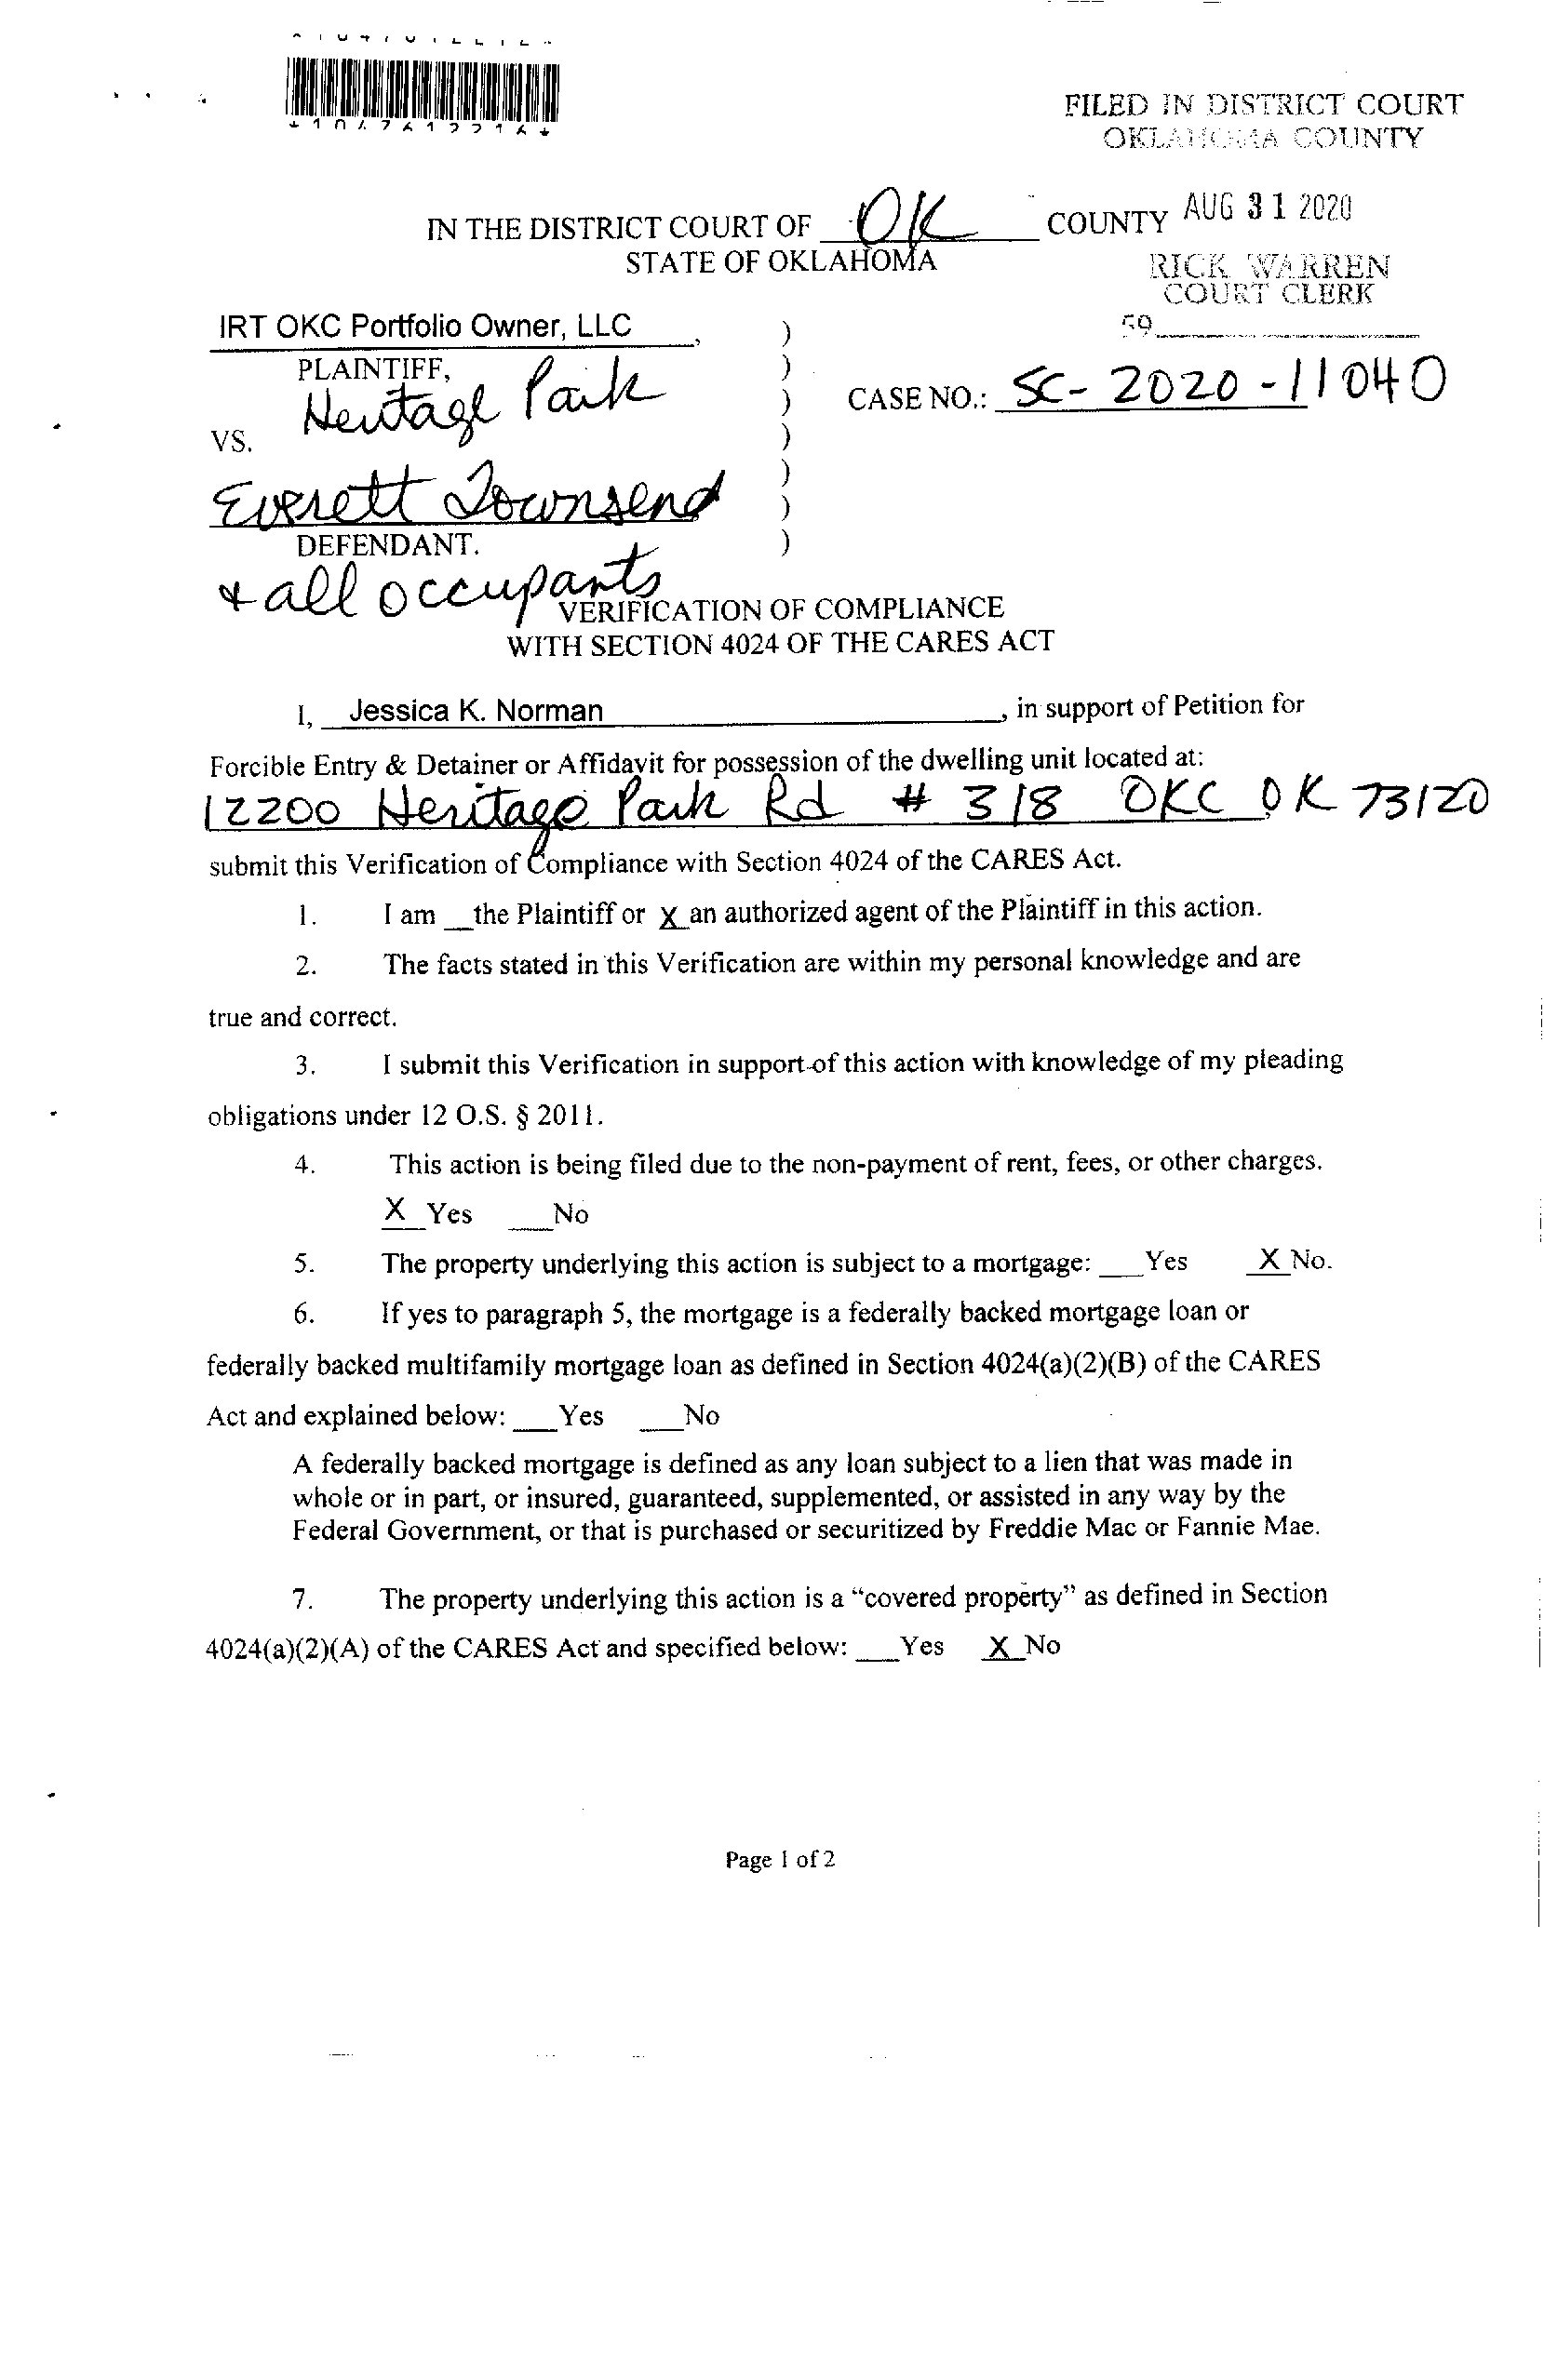 *1047612214*
FILED IN DISTRICT COURT
OKLAHOMA COUNTY
AUG 31 2020
RICK WARREN
COURT CLERK
59
IN THE DISTRICT COURT OF OK COUNTY
STATE OF OKLAHOMA
IRT OKC Portfolio Owner, LLC , )
PLAINTIFF, )
Heritage Park )
CASE NO.: SC-2020-11040
VS. )
)
Everett Townsend )
DEFENDANT. )
& all occupants
VERIFICATION OF COMPLIANCE
WITH SECTION 4024 OF THE CARES ACT
I, Jessica K. Norman , in support of Petition for
Forcible Entry & Detainer or Affidavit for possession of the dwelling unit located at:
12200 Heritage Park Rd # 318 OKC, OK 73120
submit this Verification of Compliance with Section 4024 of the CARES Act.
1. I am __the Plaintiff or X an authorized agent of the Plaintiff in this action.
2. The facts stated in this Verification are within my personal knowledge and are
true and correct.
3. I submit this Verification in support of this action with knowledge of my pleading
obligations under 12 O.S. § 2011.
4. This action is being filed due to the non-payment of rent, fees, or other charges.
X Yes ___No
5. The property underlying this action is subject to a mortgage: ___Yes X No.
6. If yes to paragraph 5, the mortgage is a federally backed mortgage loan or
federally backed multifamily mortgage loan as defined in Section 4024(a)(2)(B) of the CARES
Act and explained below: ___Yes ___No
A federally backed mortgage is defined as any loan subject to a lien that was made in
whole or in part, or insured, guaranteed, supplemented, or assisted in any way by the
Federal Government, or that is purchased or securitized by Freddie Mac or Fannie Mae.
7. The property underlying this action is a “covered property” as defined in Section
4024(a)(2)(A) of the CARES Act and specified below: ___Yes X No
Page 1 of 2